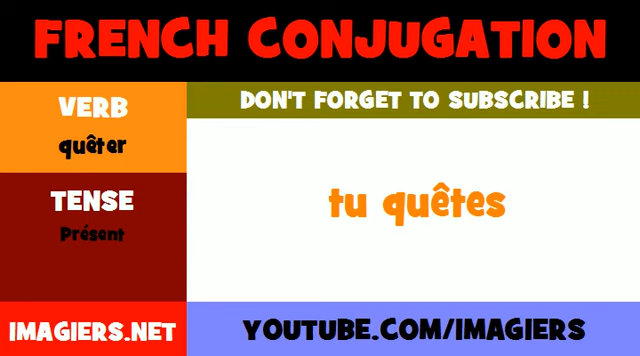 FRENCH CONJUGATION
VERB
quêter
DON'T FORGET TO SUBSCRIBE !
TENSE
Présent
tu quêtes
IMAGIERS.NET
YOUTUBE.COM/IMAGIERS